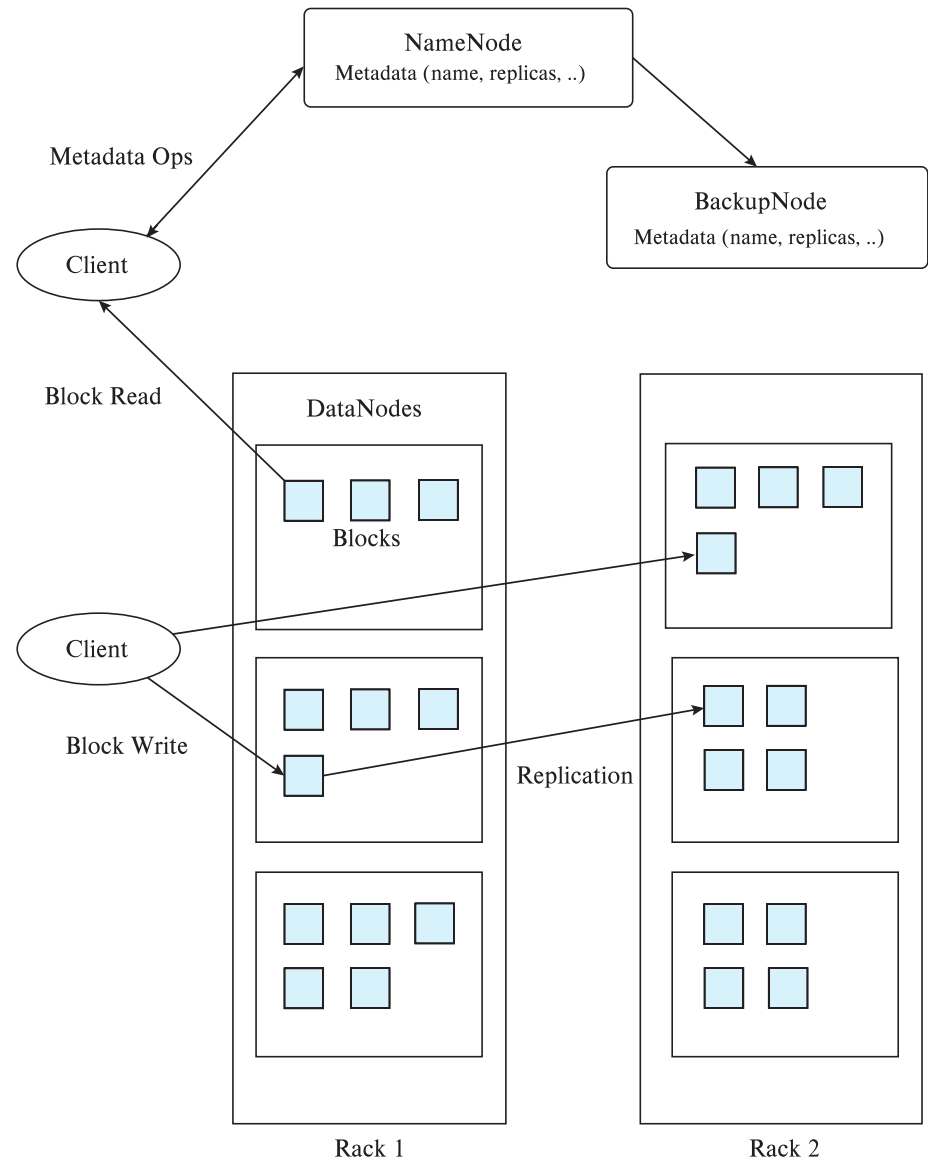 NameNode
Metadata (name, replicas, ..)
Metadata Ops
BackupNode
Metadata (name, replicas, ..)
Client
Block Read
DataNodes
Blocks
Client
Block Write
Replication
Rack 1
Rack 2